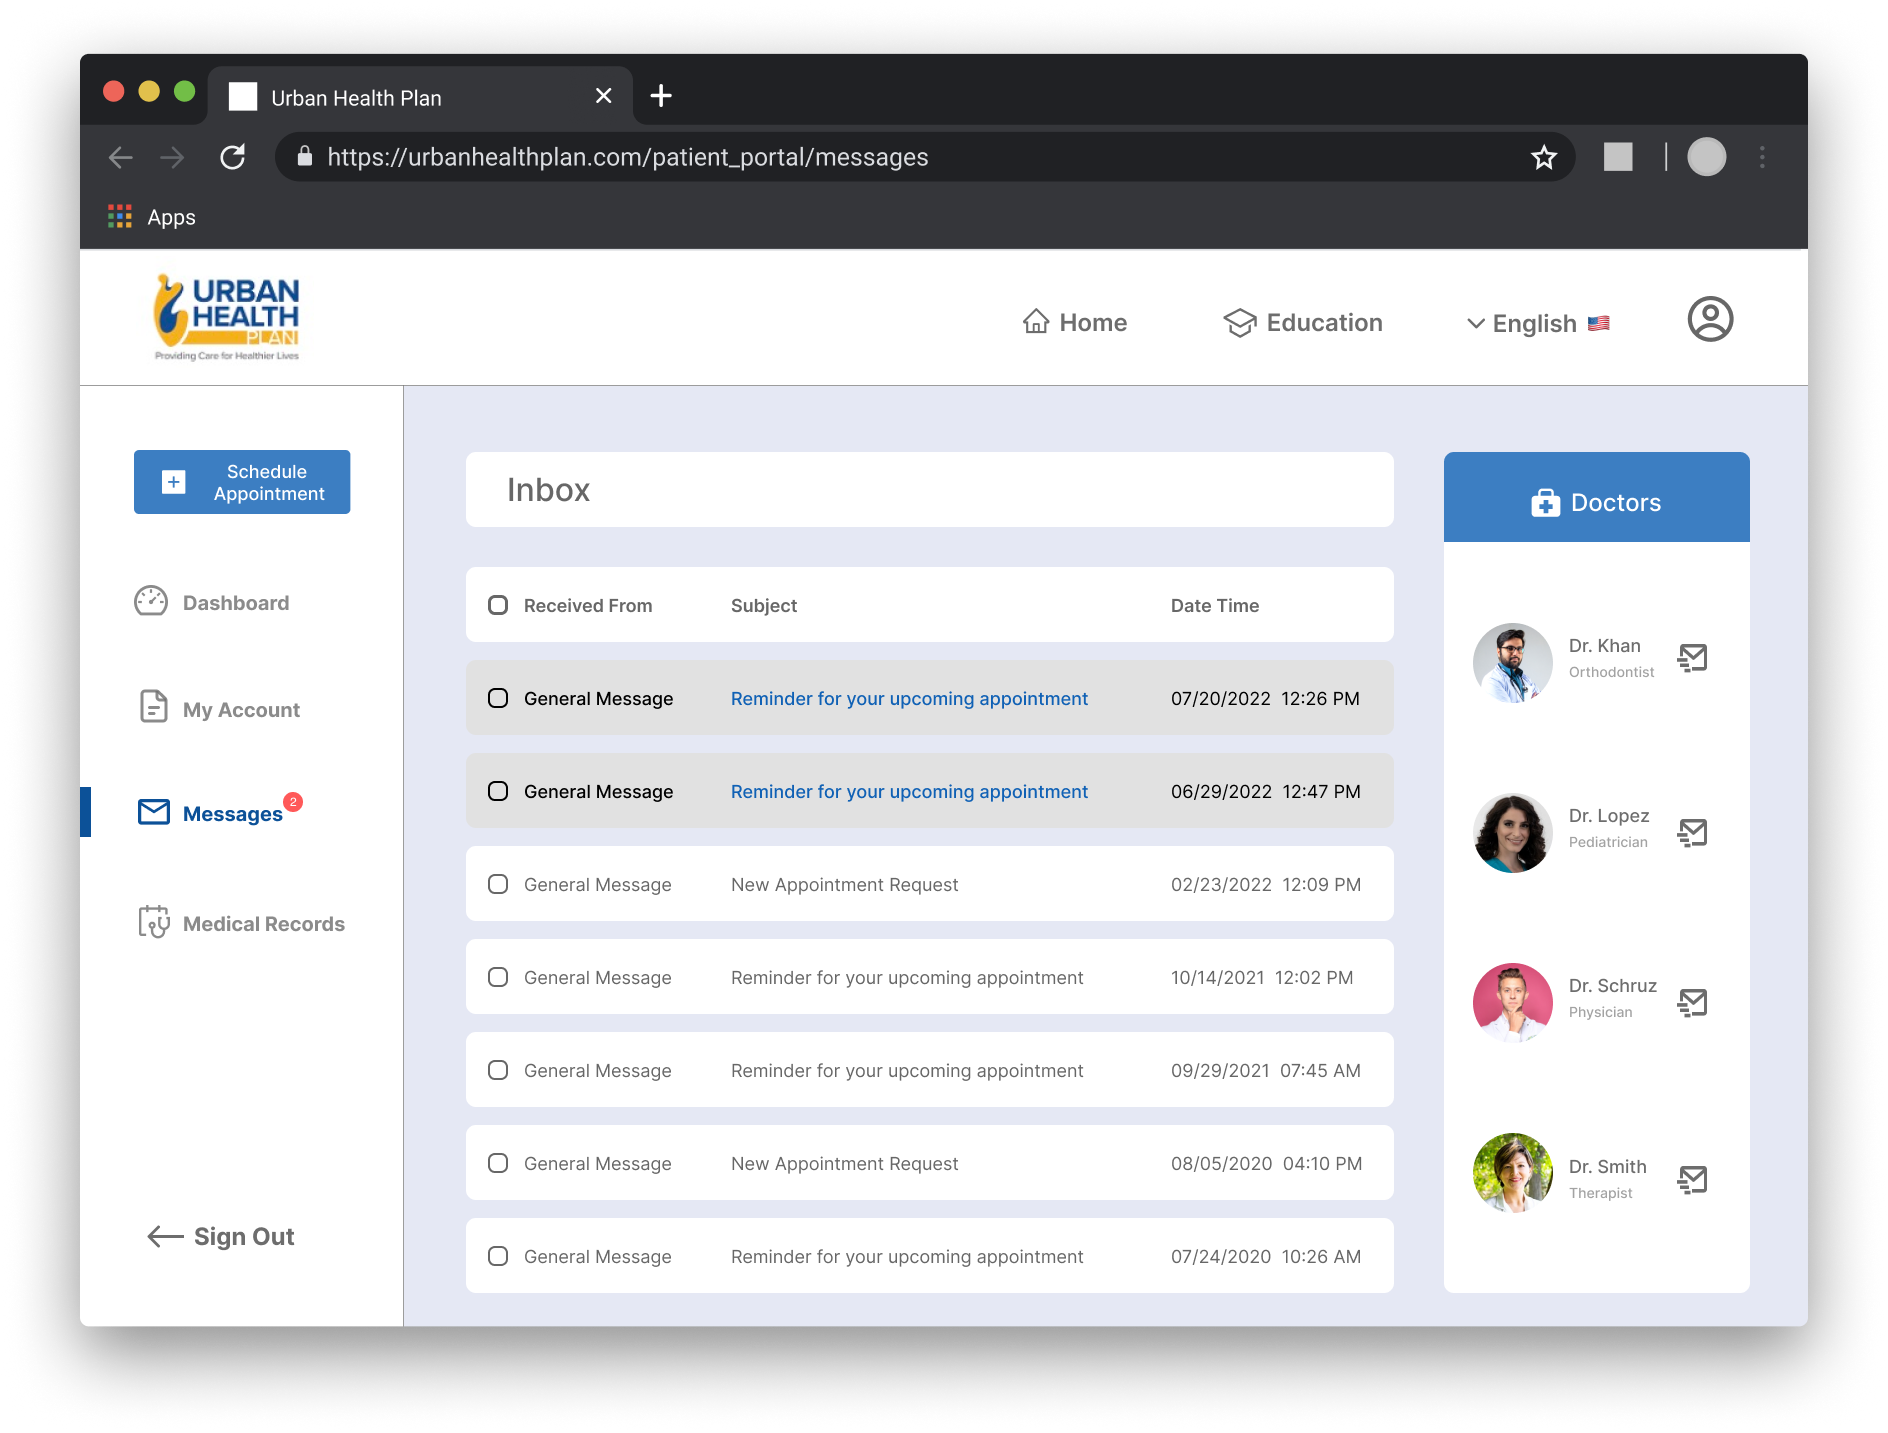 Urban Health Plan
https://urbanhealthplan.com/patient_portal/messages
Apps
URBAN
HEALTH
PLAN
Providing Care for Healthier Lives
Home
Education
English
Schedule
Appointment
Dashboard
My Account
Messages 2
Medical Records
Sign Out
Inbox
Received From Subject Date Time
General Message Reminder for your upcoming appointment 07/20/2022 12:26 PM
General Message Reminder for your upcoming appointment 06/29/2022 12:47 PM
General Message New Appointment Request 02/23/2022 12:09 PM
General Message Reminder for your upcoming appointment 10/14/2021 12:02 PM
General Message Reminder for your upcoming appointment 09/29/2021 07:45 AM
General Message New Appointment Request 08/05/2020 04:10 PM
General Message Reminder for your upcoming appointment 07/24/2020 10:26 AM
Doctors
Dr. Khan
Orthodontist
Dr. Lopez
Pediatrician
Dr. Schruz
Physician
Dr. Smith
Therapist